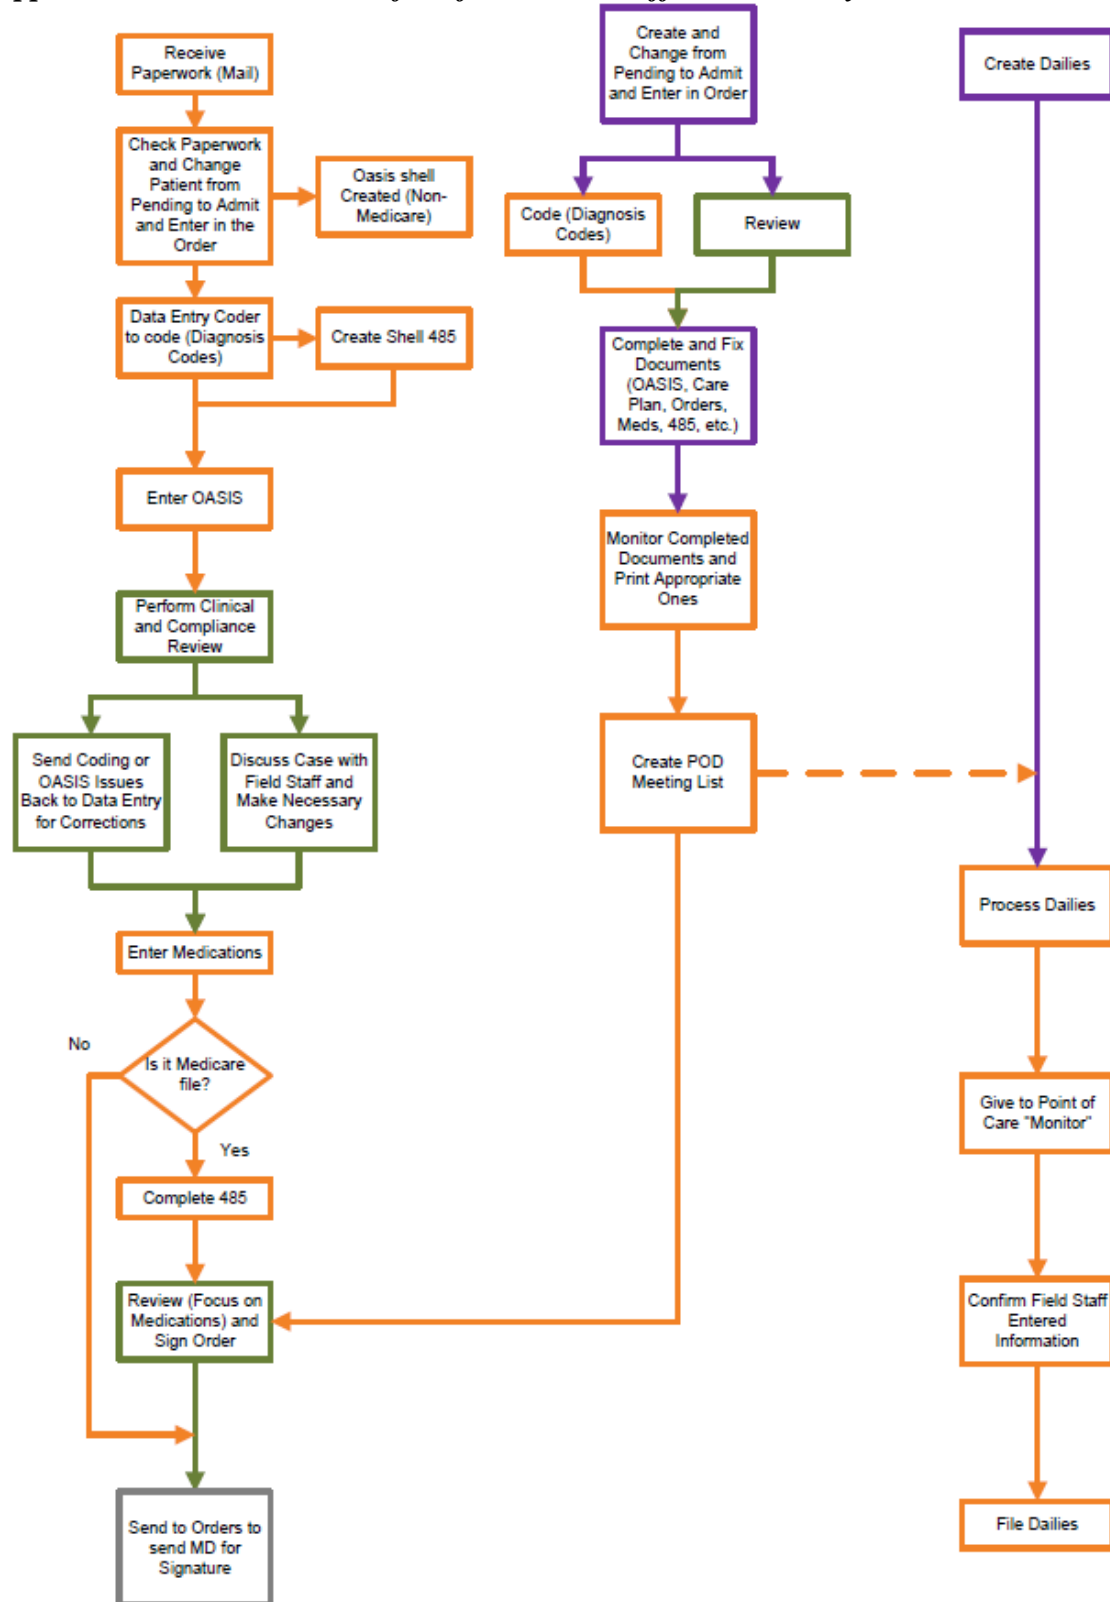 Receive
Paperwork (Mail)
Check Paperwork
and Change
Patient from
Pending to Admit
and Enter in the
Order
Oasis shell
Created (Non-
Medicare)
Data Entry Coder
to code (Diagnosis
Codes)
Create Shell 485
Enter OASIS
Perform Clinical
and Compliance
Review
Send Coding or
OASIS Issues
Back to Data Entry
for Corrections
Discuss Case with
Field Staff and
Make Necessary
Changes
Enter Medications
Is it Medicare
file?
No
Yes
Complete 485
Review (Focus on
Medications) and
Sign Order
Send to Orders to
send MD for
Signature
Create and
Change from
Pending to Admit
and Enter in Order
Code (Diagnosis
Codes)
Review
Complete and Fix
Documents
(OASIS, Care
Plan, Orders,
Meds, 485, etc.)
Monitor Completed
Documents and
Print Appropriate
Ones
Create POD
Meeting List
Create Dailies
Process Dailies
Give to Point of
Care "Monitor"
Confirm Field Staff
Entered
Information
File Dailies